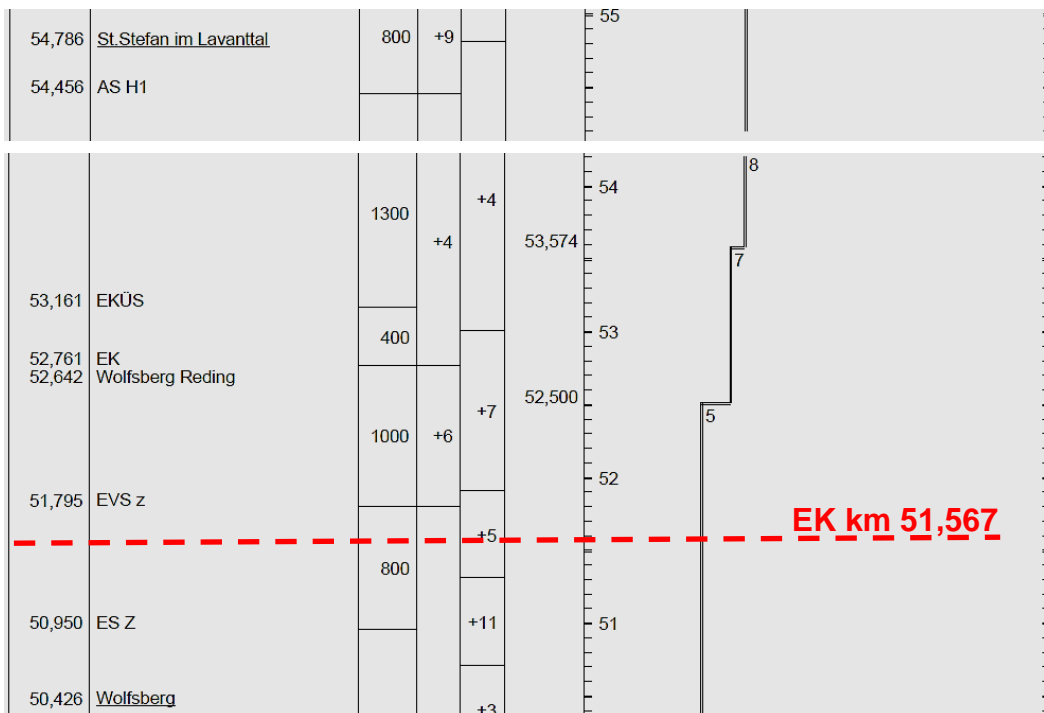 55
54,786 St.Stefan im Lavanttal 800 +9
54,456 AS H1
8
54
1300 +4
+4 53,574
7
53,161 EKÜS
53
400
52,761 EK
52,642 Wolfsberg Reding
52,500
+7
5
1000 +6
52
51,795 EVS z
EK km 51,567
+5
800
50,950 ES Z +11 51
50,426 Wolfsberg
+3